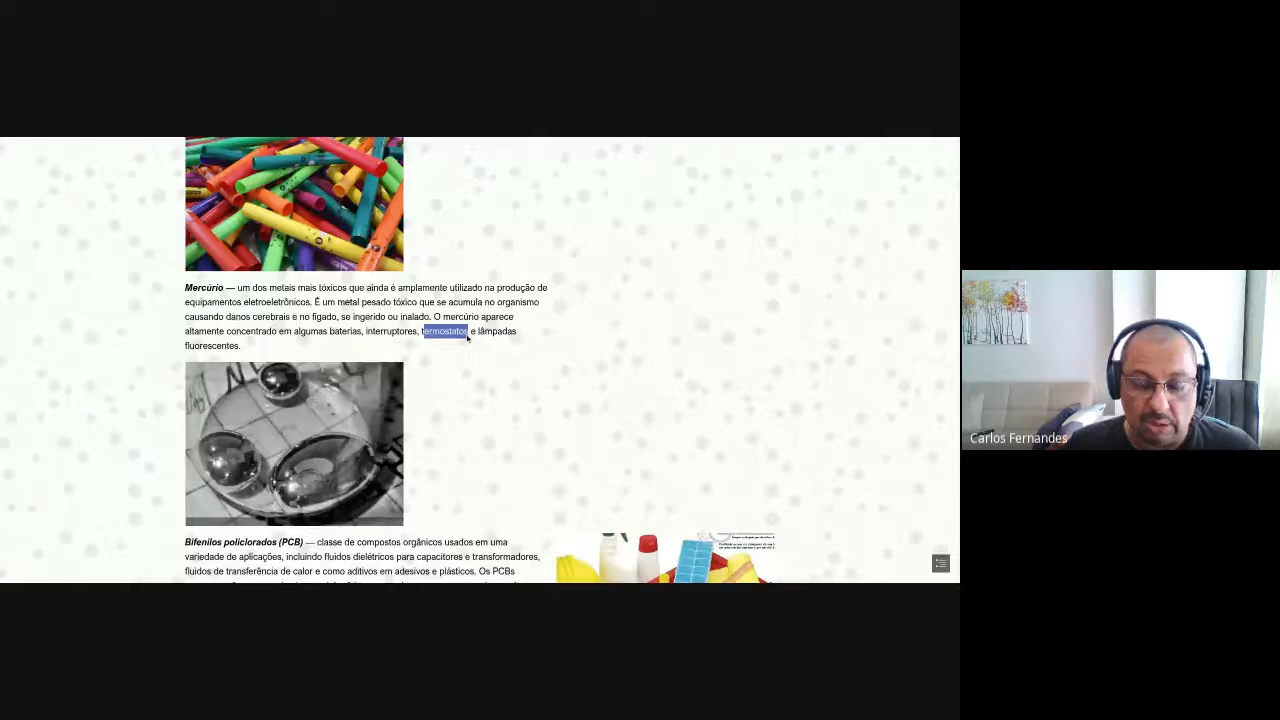 Mercúrio — um dos metais mais tóxicos que ainda é amplamente utilizado na produção de
equipamentos eletroeletrônicos. É um metal pesado tóxico que se acumula no organismo
causando danos cerebrais e no fígado, se ingerido ou inalado. O mercúrio aparece
altamente concentrado em algumas baterias, interruptores, termostatos e lâmpadas
fluorescentes.
Bifenilos policlorados (PCB) — classe de compostos orgânicos usados em uma
variedade de aplicações, incluindo fluidos dielétricos para capacitores e transformadores,
fluidos de transferência de calor e como aditivos em adesivos e plásticos. Os PCBs
Carlos Fernandes